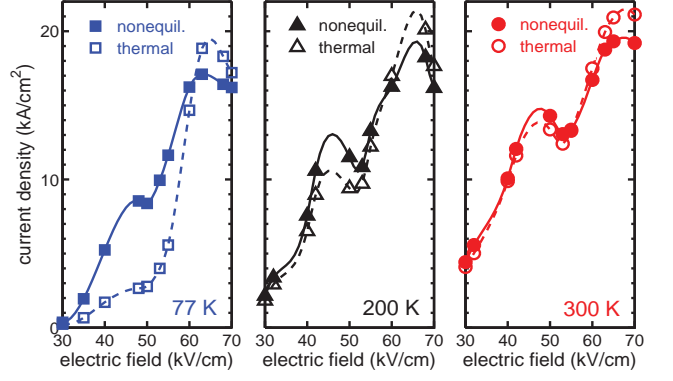 current density (kA/cm²)
20
10
0
nonequil.
thermal
77 K
30 40 50 60 70
electric field (kV/cm)
nonequil.
thermal
200 K
30 40 50 60 70
electric field (kV/cm)
nonequil.
thermal
300 K
30 40 50 60 70
electric field (kV/cm)